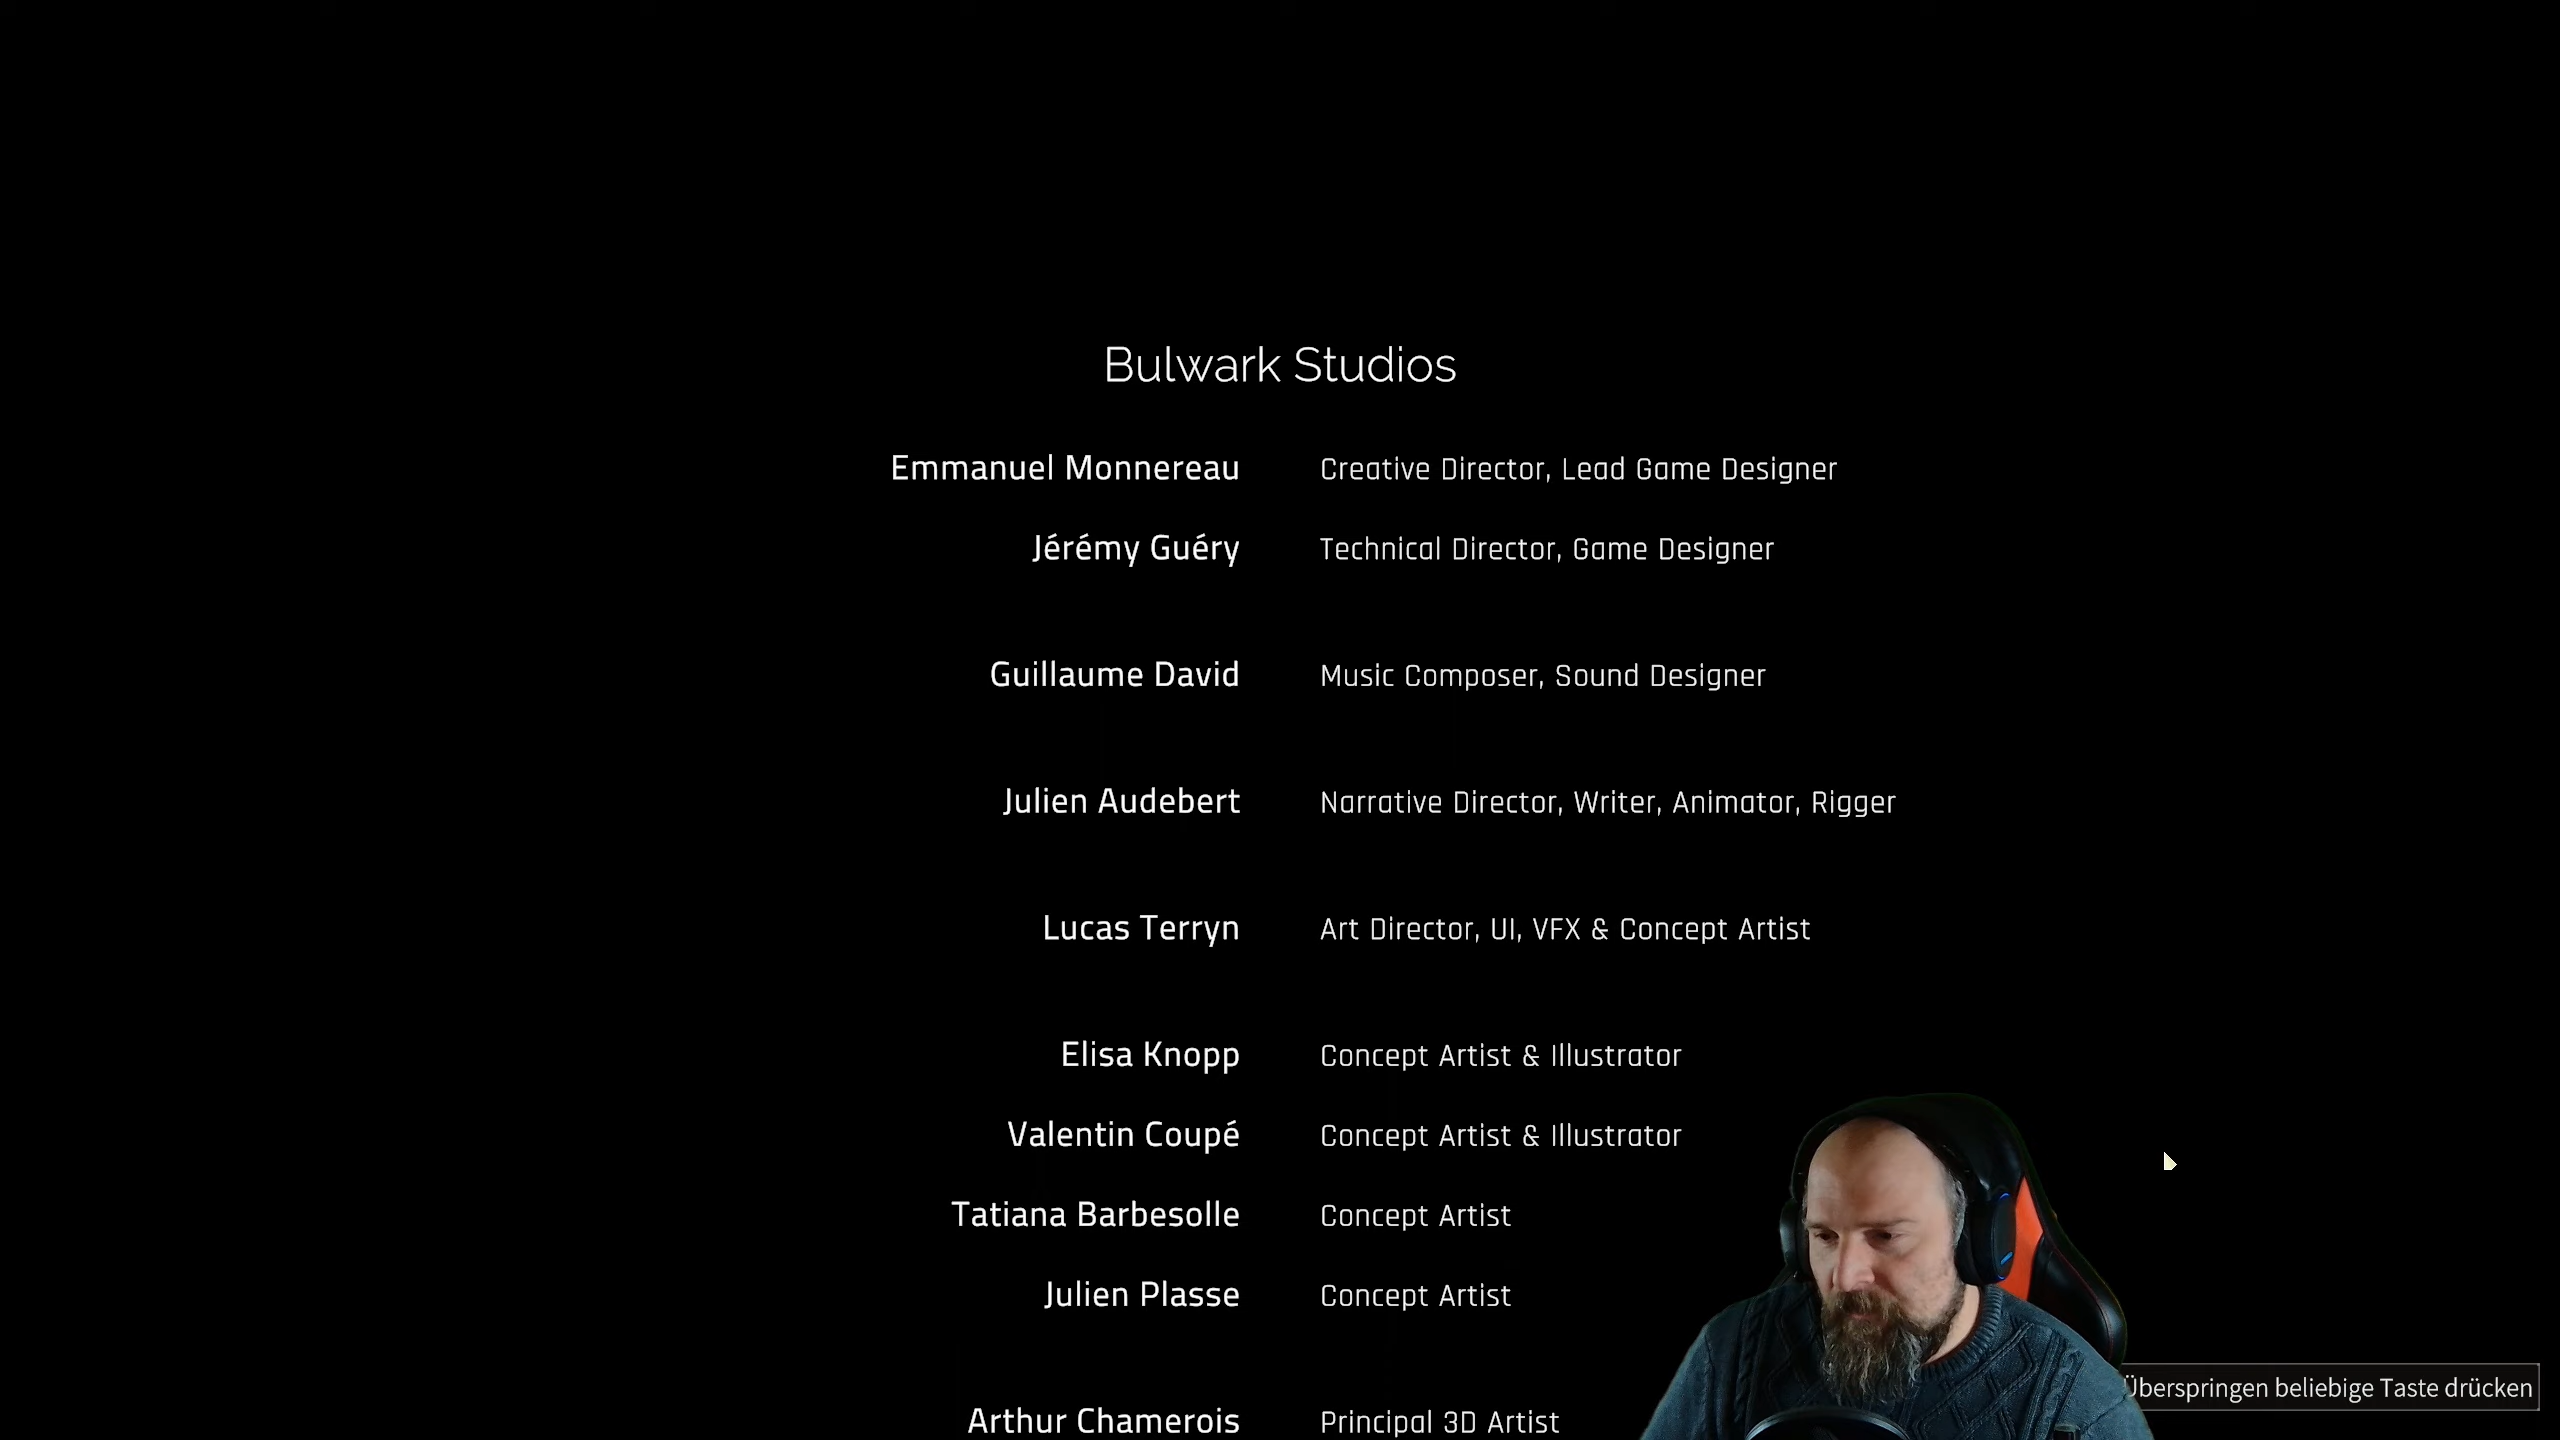 Bulwark Studios
Emmanuel Monnereau Creative Director, Lead Game Designer
Jérémy Guéry Technical Director, Game Designer
Guillaume David Music Composer, Sound Designer
Julien Audebert Narrative Director, Writer, Animator, Rigger
Lucas Terryn Art Director, UI, VFX & Concept Artist
Elisa Knopp Concept Artist & Illustrator
Valentin Coupé Concept Artist & Illustrator
Tatiana Barbesolle Concept Artist
Julien Plasse Concept Artist
Überspringen beliebige Taste drücken
Arthur Chamerois Principal 3D Artist